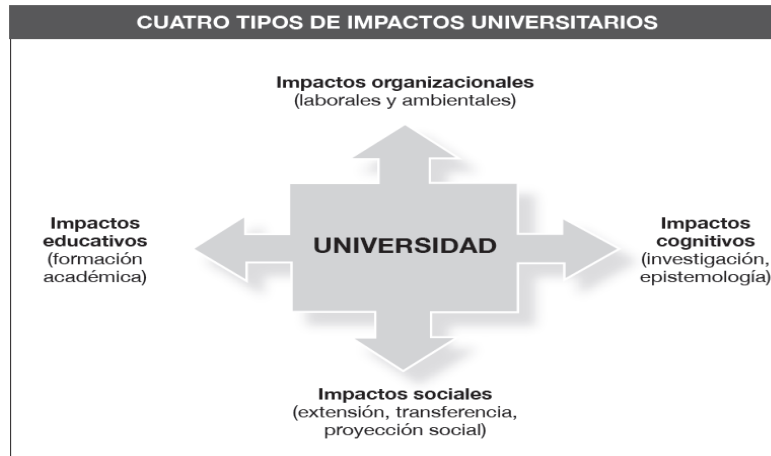 CUATRO TIPOS DE IMPACTOS UNIVERSITARIOS
Impactos organizacionales
(laborales y ambientales)
Impactos
educativos
(formación
académica)
UNIVERSIDAD
Impactos
cognitivos
(investigación,
epistemología)
Impactos sociales
(extensión, transferencia,
proyección social)